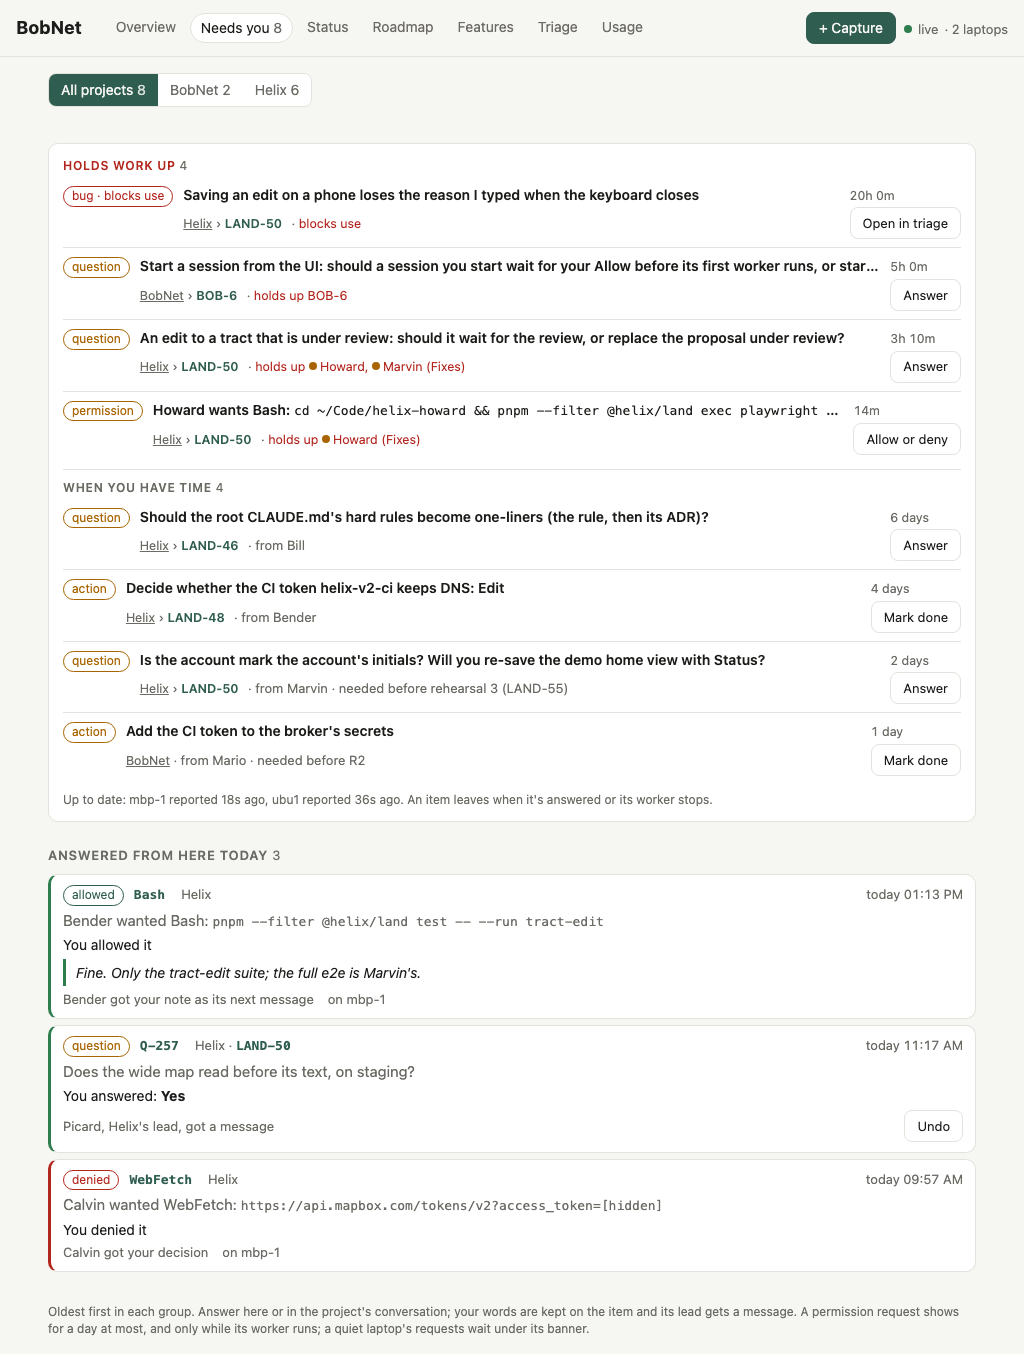 BobNet
Overview
Needs you 8
Status
Roadmap
Features
Triage
Usage
+ Capture
live · 2 laptops
All projects 8
BobNet 2
Helix 6
HOLDS WORK UP 4
bug · blocks use
Saving an edit on a phone loses the reason I typed when the keyboard closes
20h 0m
Helix › LAND-50 · blocks use
Open in triage
question
Start a session from the UI: should a session you start wait for your Allow before its first worker runs, or star...
5h 0m
BobNet › BOB-6 · holds up BOB-6
Answer
question
An edit to a tract that is under review: should it wait for the review, or replace the proposal under review?
3h 10m
Helix › LAND-50 · holds up Howard, Marvin (Fixes)
Answer
permission
Howard wants Bash: cd ~/Code/helix-howard && pnpm --filter @helix/land exec playwright ...
14m
Helix › LAND-50 · holds up Howard (Fixes)
Allow or deny
WHEN YOU HAVE TIME 4
question
Should the root CLAUDE.md's hard rules become one-liners (the rule, then its ADR)?
6 days
Helix › LAND-46 · from Bill
Answer
action
Decide whether the CI token helix-v2-ci keeps DNS: Edit
4 days
Helix › LAND-48 · from Bender
Mark done
question
Is the account mark the account's initials? Will you re-save the demo home view with Status?
2 days
Helix › LAND-50 · from Marvin · needed before rehearsal 3 (LAND-55)
Answer
action
Add the CI token to the broker's secrets
1 day
BobNet · from Mario · needed before R2
Mark done
Up to date: mbp-1 reported 18s ago, ubu1 reported 36s ago. An item leaves when it's answered or its worker stops.
ANSWERED FROM HERE TODAY 3
allowed Bash Helix
today 01:13 PM
Bender wanted Bash: pnpm --filter @helix/land test -- --run tract-edit
You allowed it
Fine. Only the tract-edit suite; the full e2e is Marvin's.
Bender got your note as its next message on mbp-1
question Q-257 Helix · LAND-50
today 11:17 AM
Does the wide map read before its text, on staging?
You answered: Yes
Picard, Helix's lead, got a message
Undo
denied WebFetch Helix
today 09:57 AM
Calvin wanted WebFetch: https://api.mapbox.com/tokens/v2?access_token=[hidden]
You denied it
Calvin got your decision on mbp-1
Oldest first in each group. Answer here or in the project's conversation; your words are kept on the item and its lead gets a message. A permission request shows
for a day at most, and only while its worker runs; a quiet laptop's requests wait under its banner.